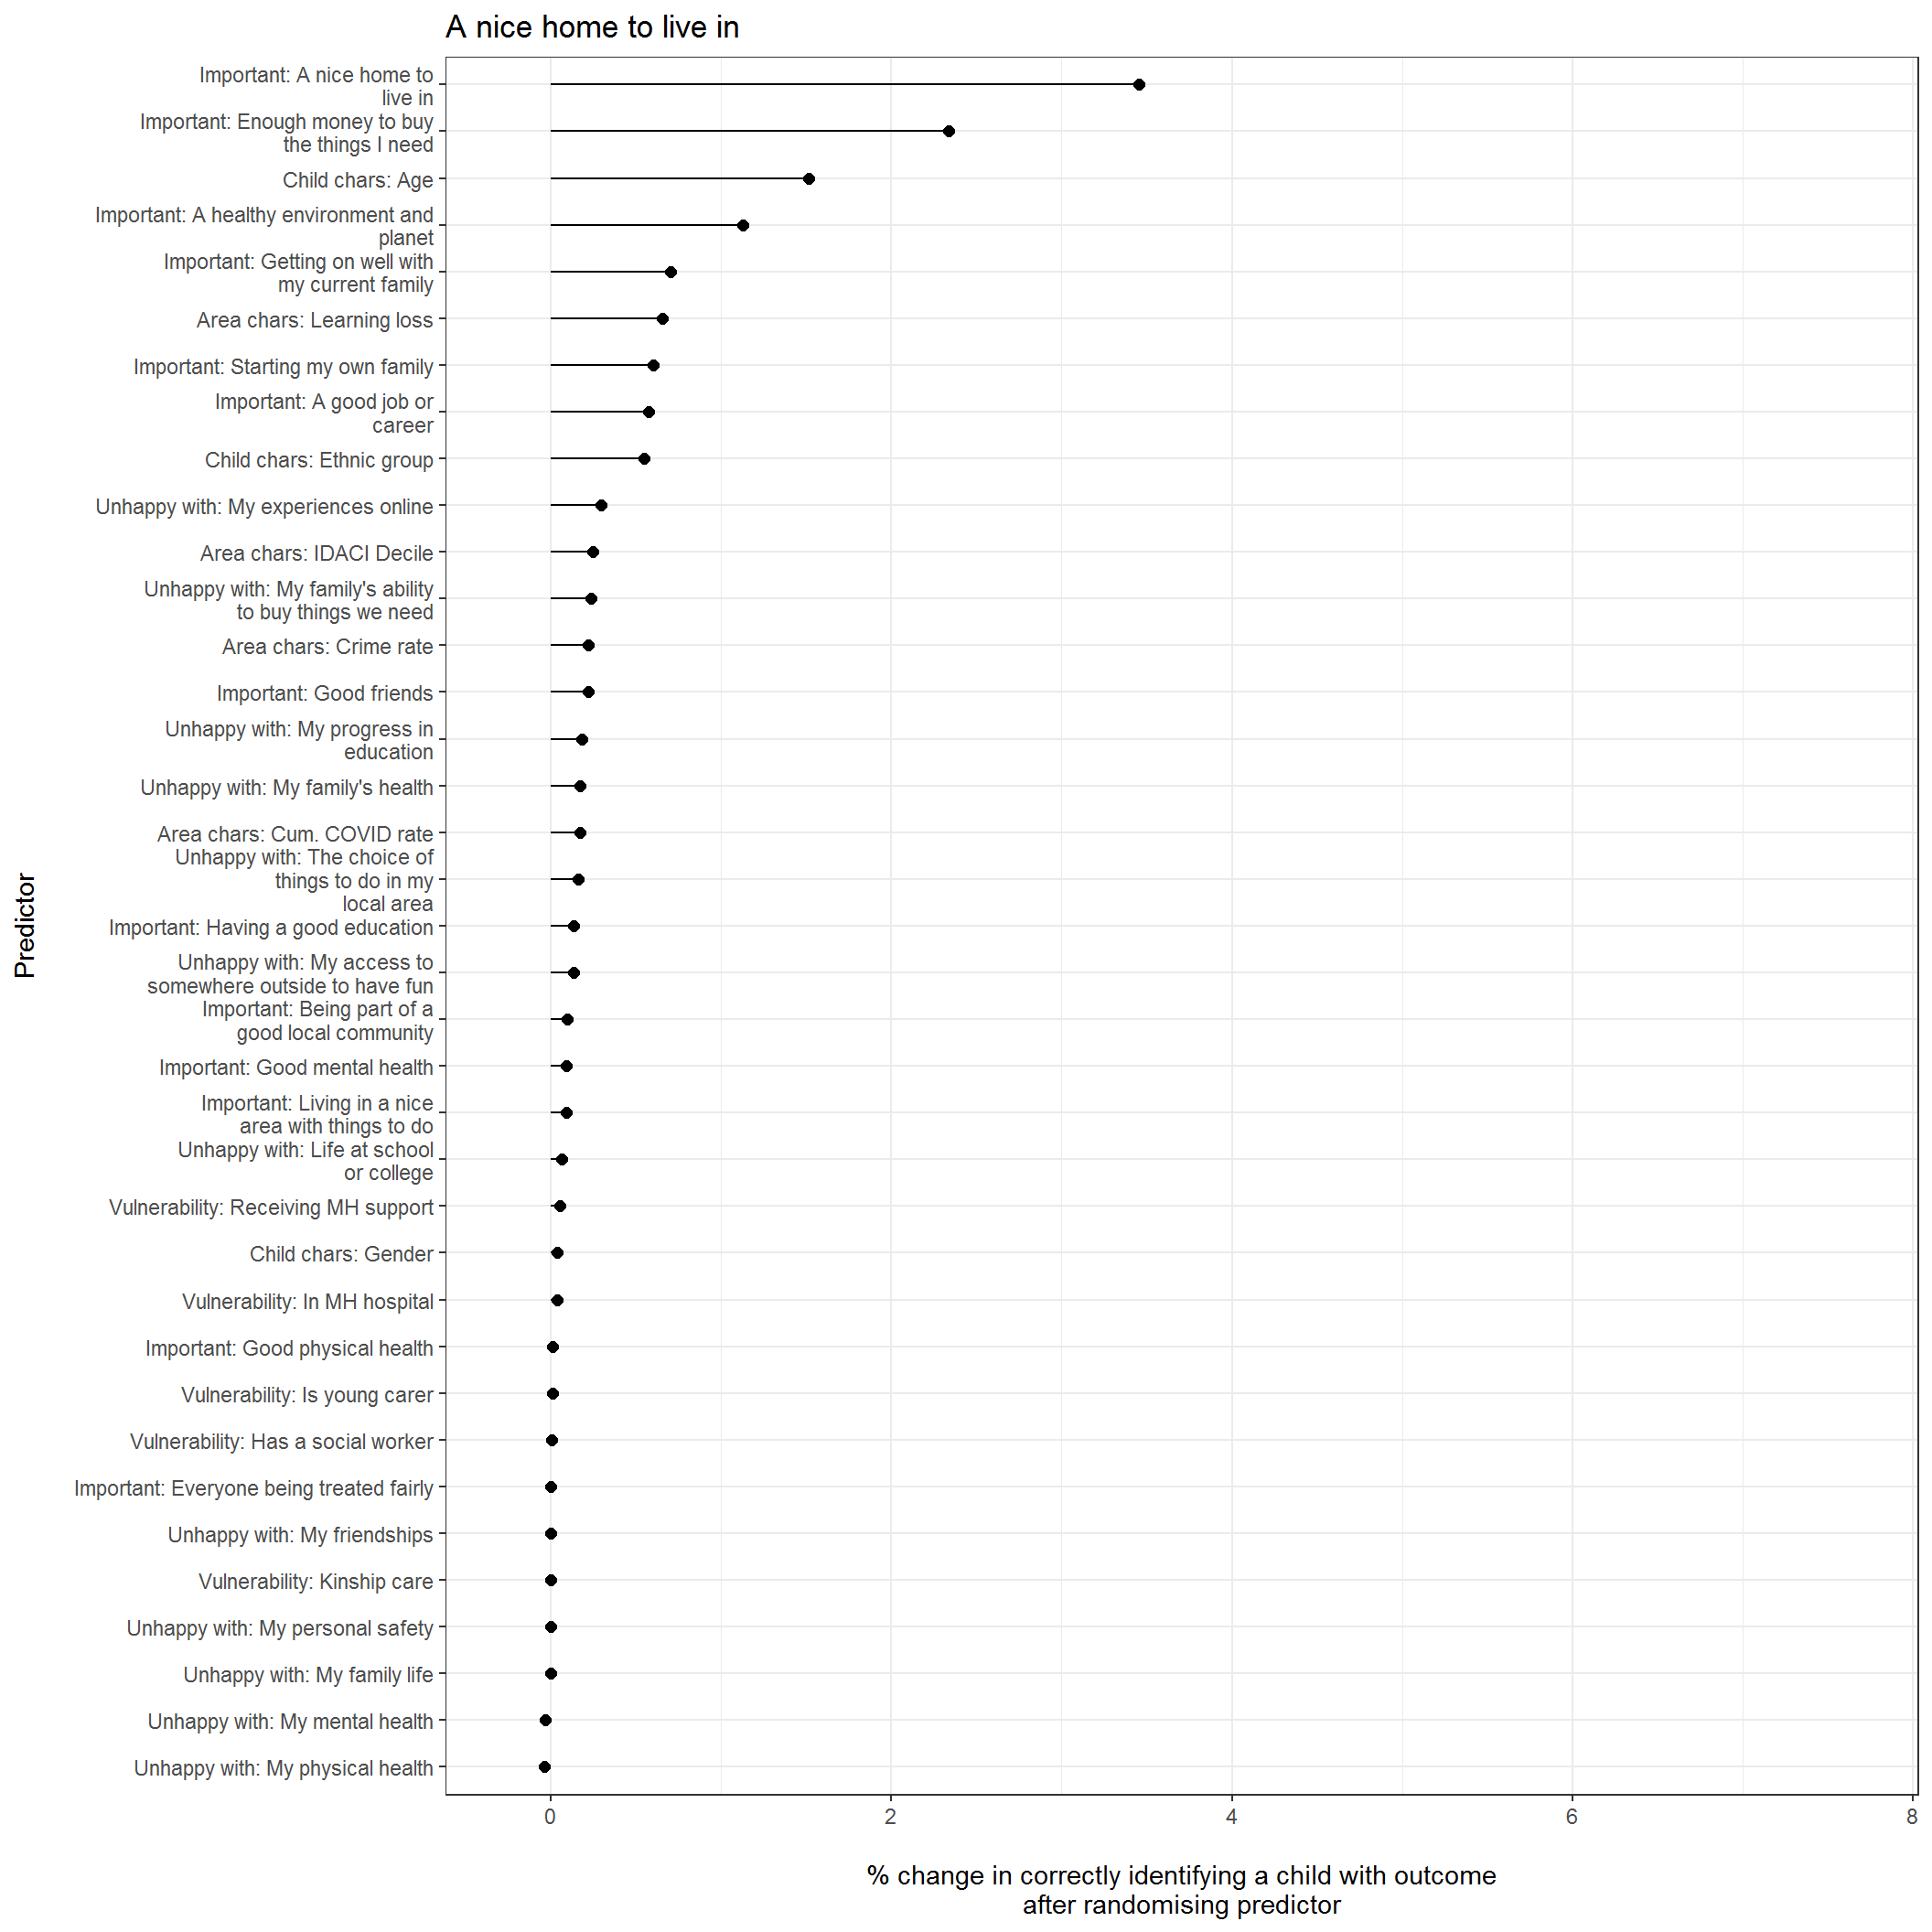 A nice home to live in
Important: A nice home to
live in
Important: Enough money to buy
the things I need
Child chars: Age
Important: A healthy environment and
planet
Important: Getting on well with
my current family
Area chars: Learning loss
Important: Starting my own family
Important: A good job or
career
Child chars: Ethnic group
Unhappy with: My experiences online
Area chars: IDACI Decile
Unhappy with: My family's ability
to buy things we need
Area chars: Crime rate
Important: Good friends
Unhappy with: My progress in
education
Unhappy with: My family's health
Area chars: Cum. COVID rate
Unhappy with: The choice of
things to do in my
local area
Important: Having a good education
Unhappy with: My access to
somewhere outside to have fun
Important: Being part of a
good local community
Important: Good mental health
Important: Living in a nice
area with things to do
Unhappy with: Life at school
or college
Vulnerability: Receiving MH support
Child chars: Gender
Vulnerability: In MH hospital
Important: Good physical health
Vulnerability: Is young carer
Vulnerability: Has a social worker
Important: Everyone being treated fairly
Unhappy with: My friendships
Vulnerability: Kinship care
Unhappy with: My personal safety
Unhappy with: My family life
Unhappy with: My mental health
Unhappy with: My physical health
Predictor
0 2 4 6 8
% change in correctly identifying a child with outcome
after randomising predictor